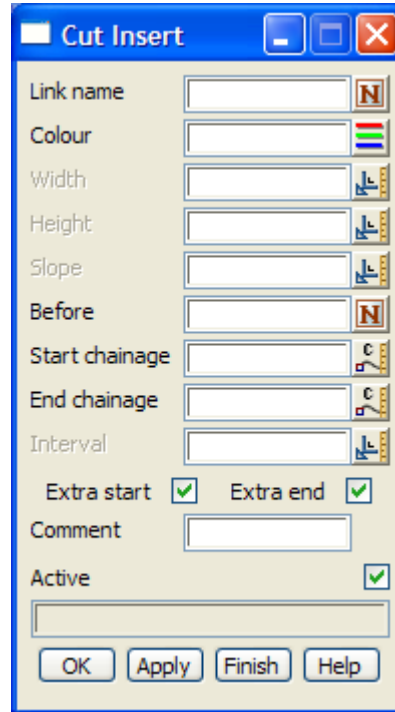 Cut Insert
Link name N
Colour
Width
Height
Slope
Before N
Start chainage C
End chainage C
Interval
Extra start Extra end
Comment
Active
OK Apply Finish Help